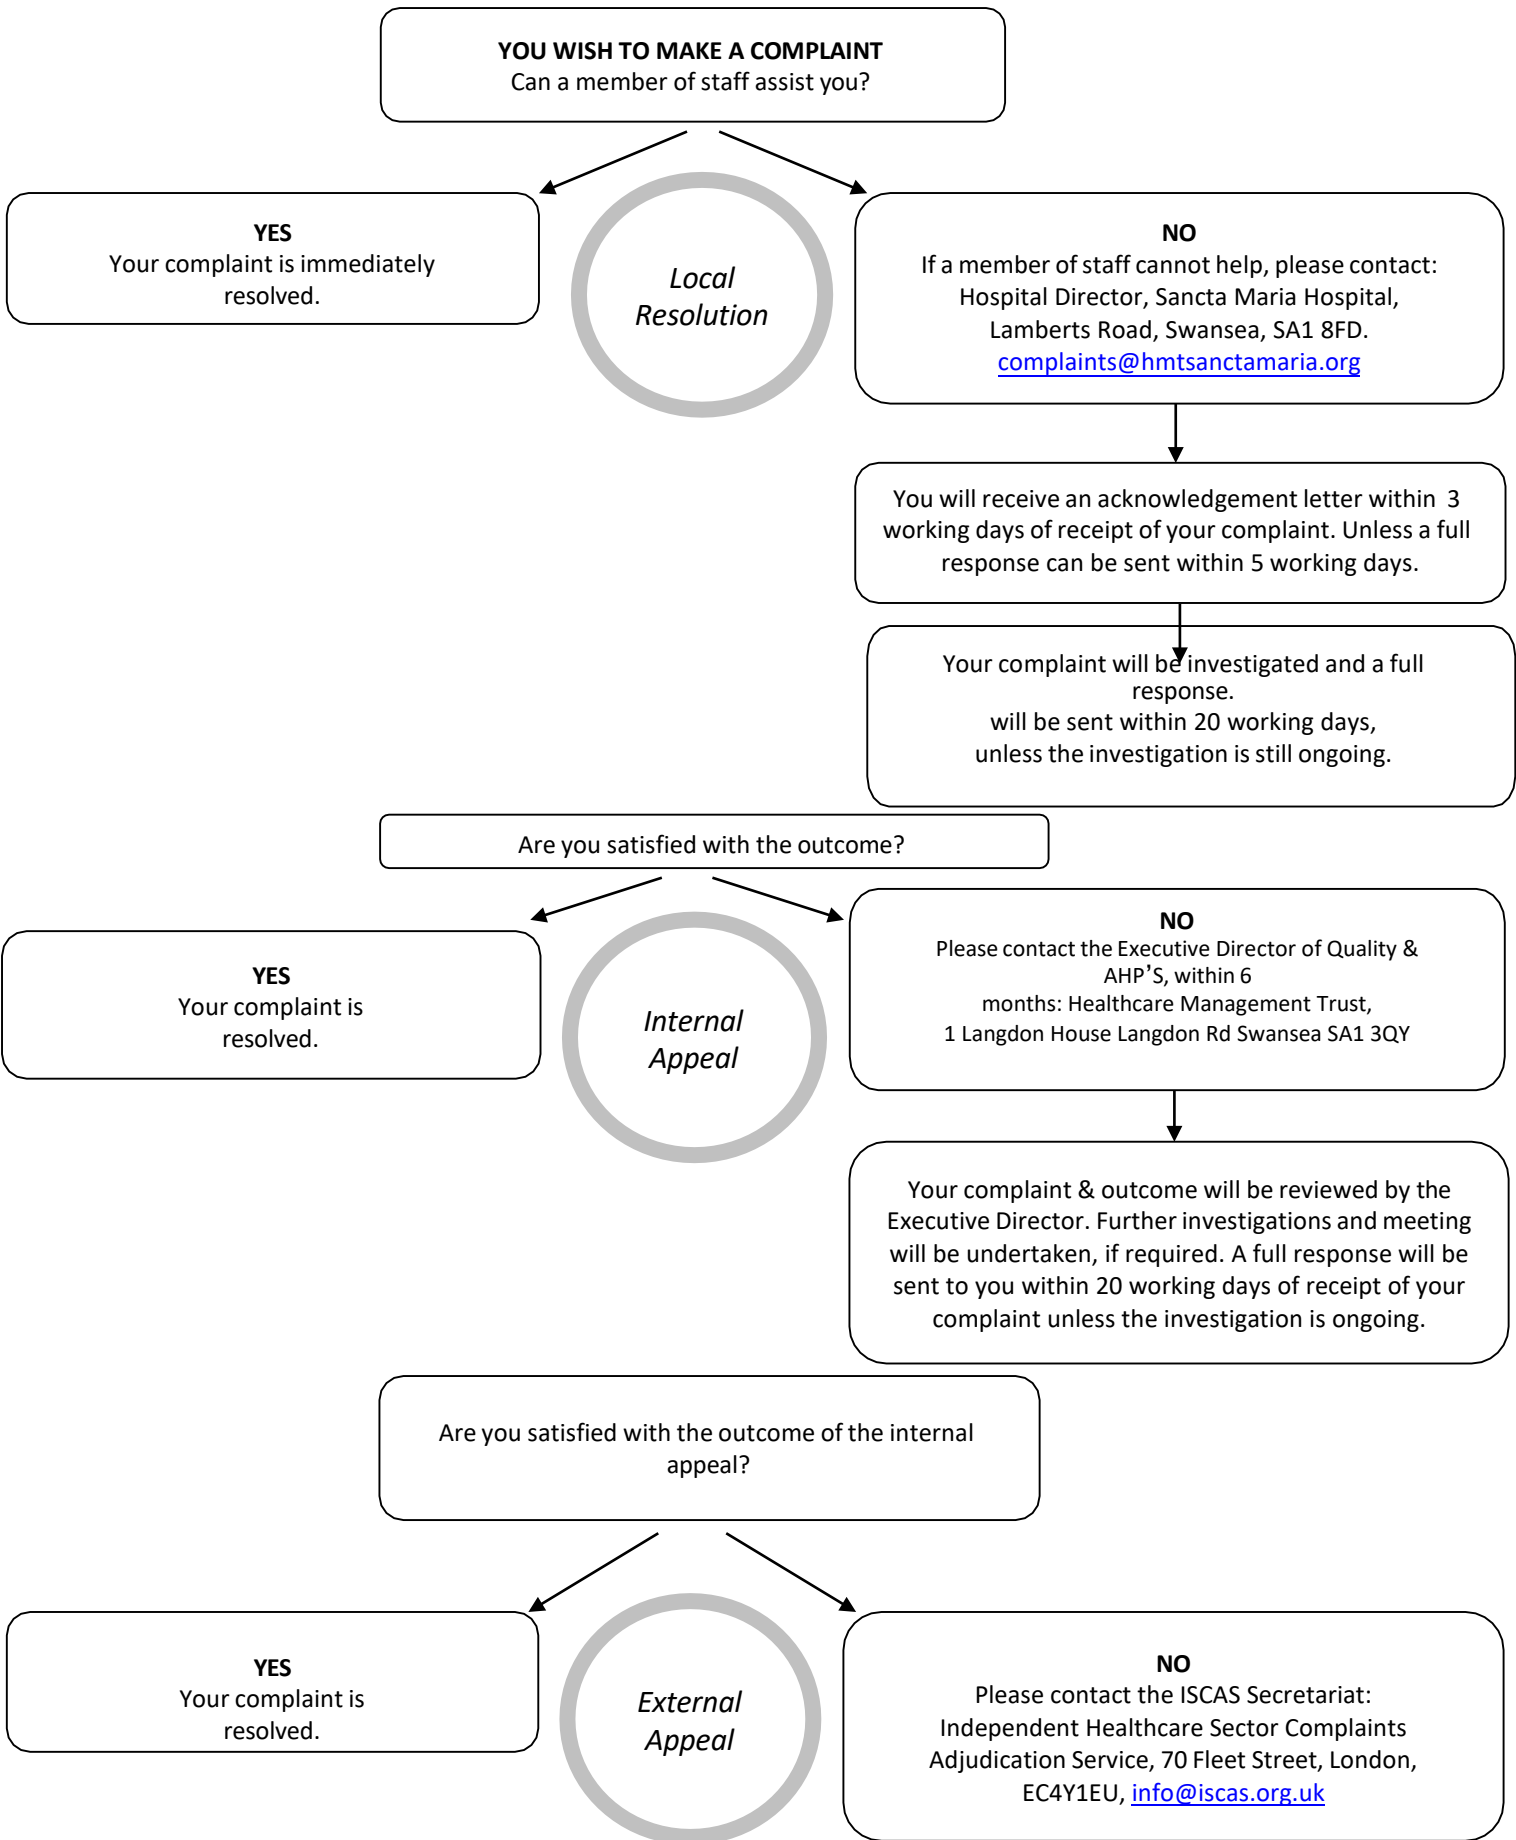 YOU WISH TO MAKE A COMPLAINT
Can a member of staff assist you?
YES
Your complaint is immediately
resolved.
Local
Resolution
NO
If a member of staff cannot help, please contact:
Hospital Director, Sancta Maria Hospital,
Lamberts Road, Swansea, SA1 8FD.
complaints@hmtsanctamaria.org
You will receive an acknowledgement letter within 3
working days of receipt of your complaint. Unless a full
response can be sent within 5 working days.
Your complaint will be investigated and a full
response.
will be sent within 20 working days,
unless the investigation is still ongoing.
Are you satisfied with the outcome?
YES
Your complaint is
resolved.
Internal
Appeal
NO
Please contact the Executive Director of Quality &
AHP’S, within 6
months: Healthcare Management Trust,
1 Langdon House Langdon Rd Swansea SA1 3QY
Your complaint & outcome will be reviewed by the
Executive Director. Further investigations and meeting
will be undertaken, if required. A full response will be
sent to you within 20 working days of receipt of your
complaint unless the investigation is ongoing.
Are you satisfied with the outcome of the internal
appeal?
YES
Your complaint is
resolved.
External
Appeal
NO
Please contact the ISCAS Secretariat:
Independent Healthcare Sector Complaints
Adjudication Service, 70 Fleet Street, London,
EC4Y1EU, info@iscas.org.uk